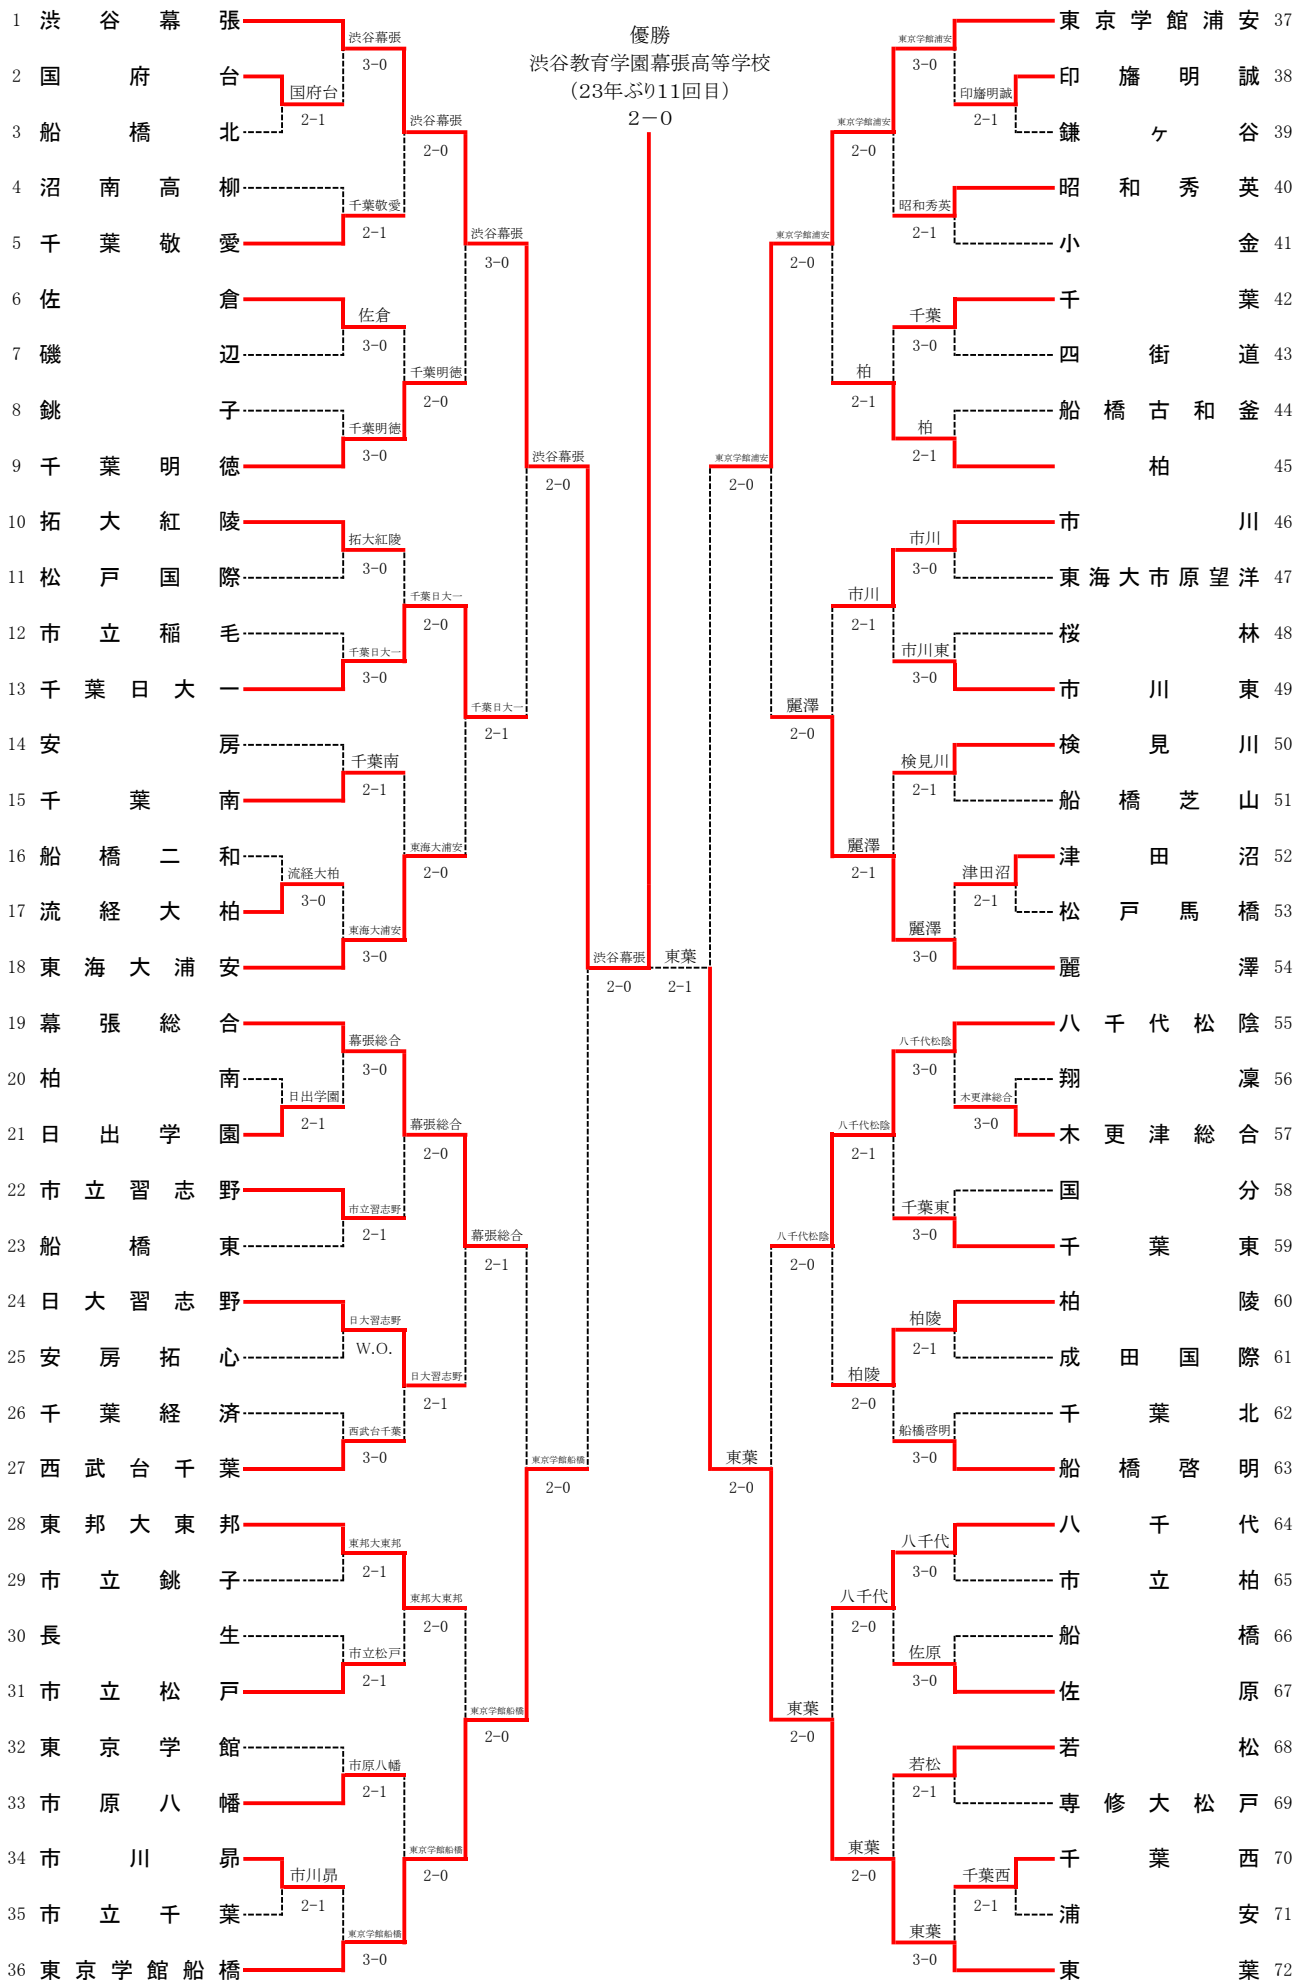 優勝
渋谷教育学園幕張高等学校
(23年ぶり11回目)
2-0
1 渋谷幕張
2 国府台
3 船橋北
4 沼南高柳
5 千葉敬愛
6 佐倉
7 磯辺
8 銚子
9 千葉明徳
10 拓大紅陵
11 松戸国際
12 市立稲毛
13 千葉日大一
14 安房
15 千葉南
16 船橋二和
17 流経大柏
18 東海大浦安
19 幕張総合
20 柏南
21 日出学園
22 市立習志野
23 船橋東
24 日大習志野
25 安房拓心
26 千葉経済
27 西武台千葉
28 東邦大東邦
29 市立銚子
30 長生
31 市立松戸
32 東京学館
33 市原八幡
34 市川昴
35 市立千葉
36 東京学館船橋
国府台
2-1
流経大柏
3-0
日出学園
2-1
市川昴
2-1
渋谷幕張
3-0
千葉敬愛
2-1
佐倉
3-0
千葉明徳
3-0
拓大紅陵
3-0
千葉日大一
3-0
千葉南
2-1
東海大浦安
3-0
幕張総合
3-0
市立習志野
2-1
日大習志野
W.O.
西武台千葉
3-0
東邦大東邦
2-1
市立松戸
2-1
市原八幡
2-1
東京学館船橋
3-0
渋谷幕張
2-0
千葉明徳
2-0
千葉日大一
2-0
東海大浦安
2-0
幕張総合
2-0
日大習志野
2-1
東邦大東邦
2-0
東京学館船橋
2-0
渋谷幕張
3-0
千葉日大一
2-1
幕張総合
2-1
東京学館船橋
2-0
渋谷幕張
2-0
東京学館船橋
2-0
渋谷幕張
2-0
東葉
2-1
東京学館浦安
2-0
東葉
2-0
東京学館浦安
2-0
麗澤
2-0
八千代松陰
2-0
東葉
2-0
東京学館浦安
2-0
柏
2-1
市川
2-1
麗澤
2-1
八千代松陰
2-1
柏陵
2-0
八千代
2-0
東葉
2-0
東京学館浦安
3-0
昭和秀英
2-1
千葉
3-0
柏
2-1
市川
3-0
市川東
3-0
検見川
2-1
麗澤
3-0
八千代松陰
3-0
千葉東
3-0
柏陵
2-1
船橋啓明
3-0
八千代
3-0
佐原
3-0
若松
2-1
東葉
3-0
印旛明誠
2-1
津田沼
2-1
木更津総合
3-0
千葉西
2-1
東京学館浦安 37
印旛明誠 38
鎌ヶ谷 39
昭和秀英 40
小金 41
千葉 42
四街道 43
船橋古和釜 44
柏 45
市川 46
東海大市原望洋 47
桜林 48
市川東 49
検見川 50
船橋芝山 51
津田沼 52
松戸馬橋 53
麗澤 54
八千代松陰 55
翔凜 56
木更津総合 57
国分 58
千葉東 59
柏陵 60
成田国際 61
千葉北 62
船橋啓明 63
八千代 64
市立柏 65
船橋 66
佐原 67
若松 68
専修大松戸 69
千葉西 70
浦安 71
東葉 72